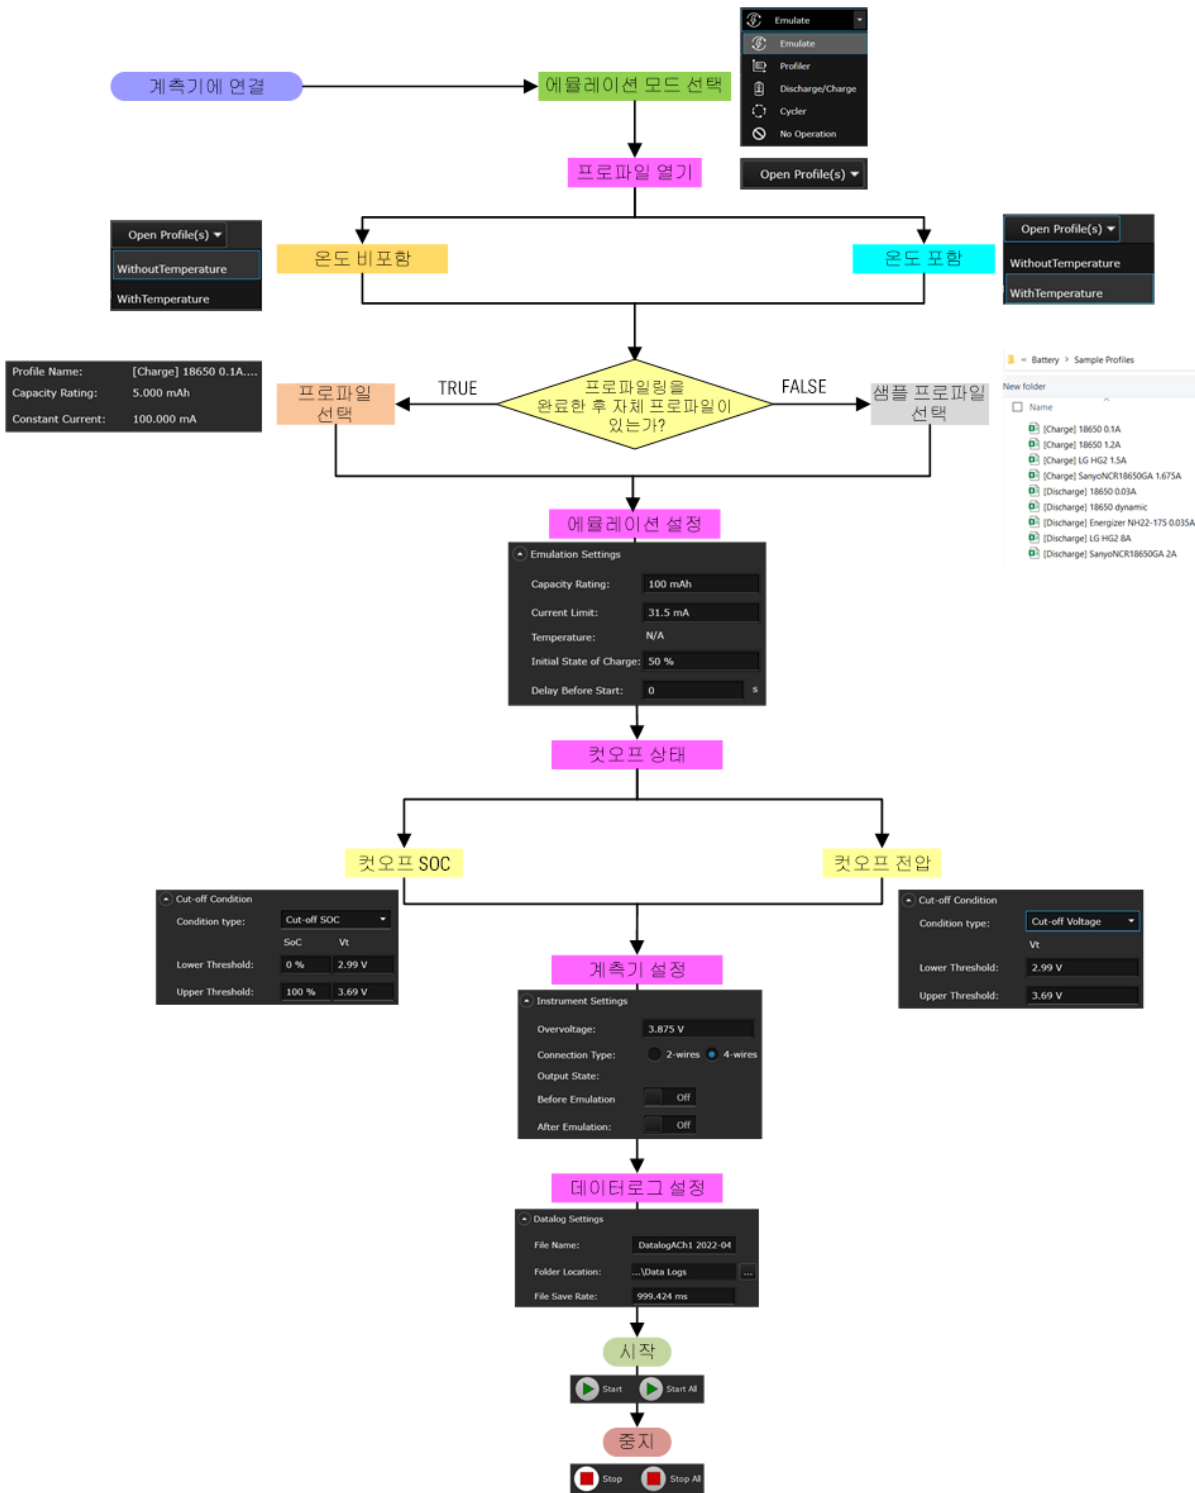 Emulate
Emulate
Profiler
Discharge/Charge
Cycler
No Operation
계측기에 연결
에뮬레이션 모드 선택
프로파일 열기
Open Profile(s)
Open Profile(s)
WithoutTemperature
WithTemperature
온도 비포함
온도 포함
Open Profile(s)
WithoutTemperature
WithTemperature
Profile Name: [Charge] 18650 0.1A....
Capacity Rating: 5.000 mAh
Constant Current: 100.000 mA
프로파일
선택
TRUE
프로파일링을
완료한 후 자체 프로파일이
있는가?
FALSE
샘플 프로파일
선택
« Battery > Sample Profiles
New folder
Name
[Charge] 18650 0.1A
[Charge] 18650 1.2A
[Charge] LG HG2 1.5A
[Charge] SanyoNCR18650GA 1.675A
[Discharge] 18650 0.03A
[Discharge] 18650 dynamic
[Discharge] Energizer NH22-175 0.035A
[Discharge] LG HG2 8A
[Discharge] SanyoNCR18650GA 2A
에뮬레이션 설정
Emulation Settings
Capacity Rating: 100 mAh
Current Limit: 31.5 mA
Temperature: N/A
Initial State of Charge: 50 %
Delay Before Start: 0 s
컷오프 상태
컷오프 SOC
컷오프 전압
Cut-off Condition
Condition type: Cut-off SOC
SoC Vt
Lower Threshold: 0 % 2.99 V
Upper Threshold: 100 % 3.69 V
Cut-off Condition
Condition type: Cut-off Voltage
Vt
Lower Threshold: 2.99 V
Upper Threshold: 3.69 V
계측기 설정
Instrument Settings
Overvoltage: 3.875 V
Connection Type: 2-wires 4-wires
Output State:
Before Emulation Off
After Emulation: Off
데이터로그 설정
Datalog Settings
File Name: DatalogACh1 2022-04
Folder Location: ...\Data Logs ...
File Save Rate: 999.424 ms
시작
Start Start All
중지
Stop Stop All